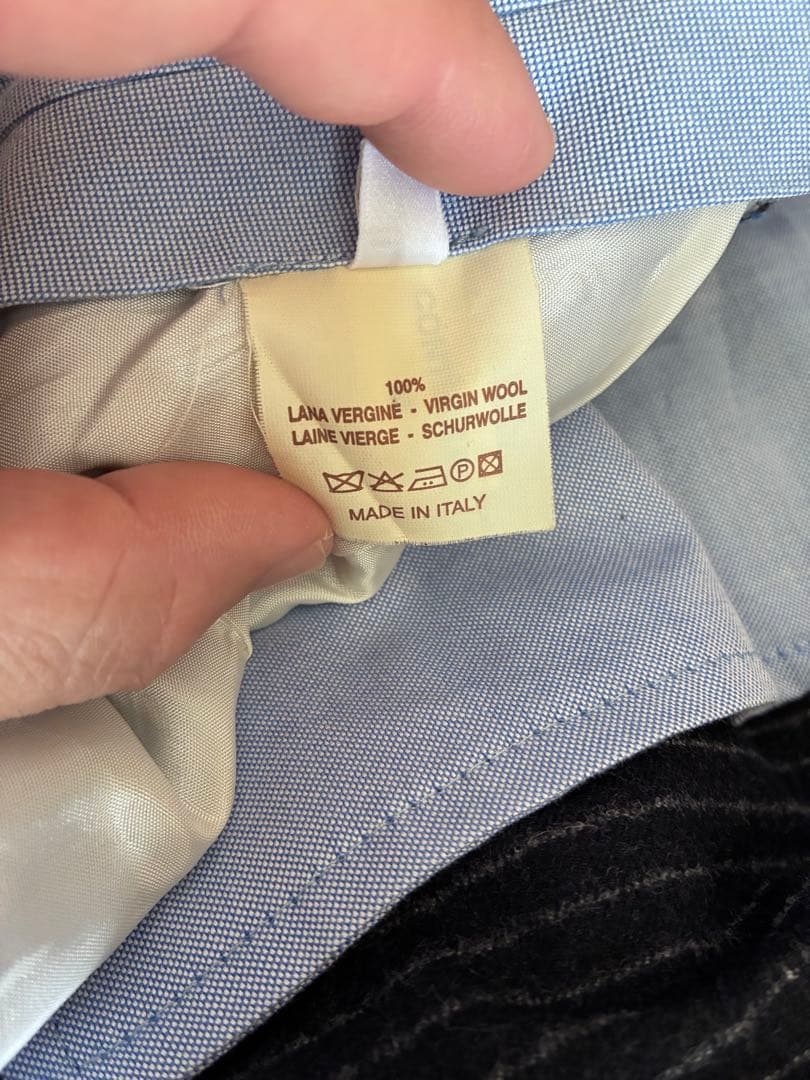 100%
LANA VERGINE - VIRGIN WOOL
LAINE VIERGE - SCHURWOLLE
P
MADE IN ITALY